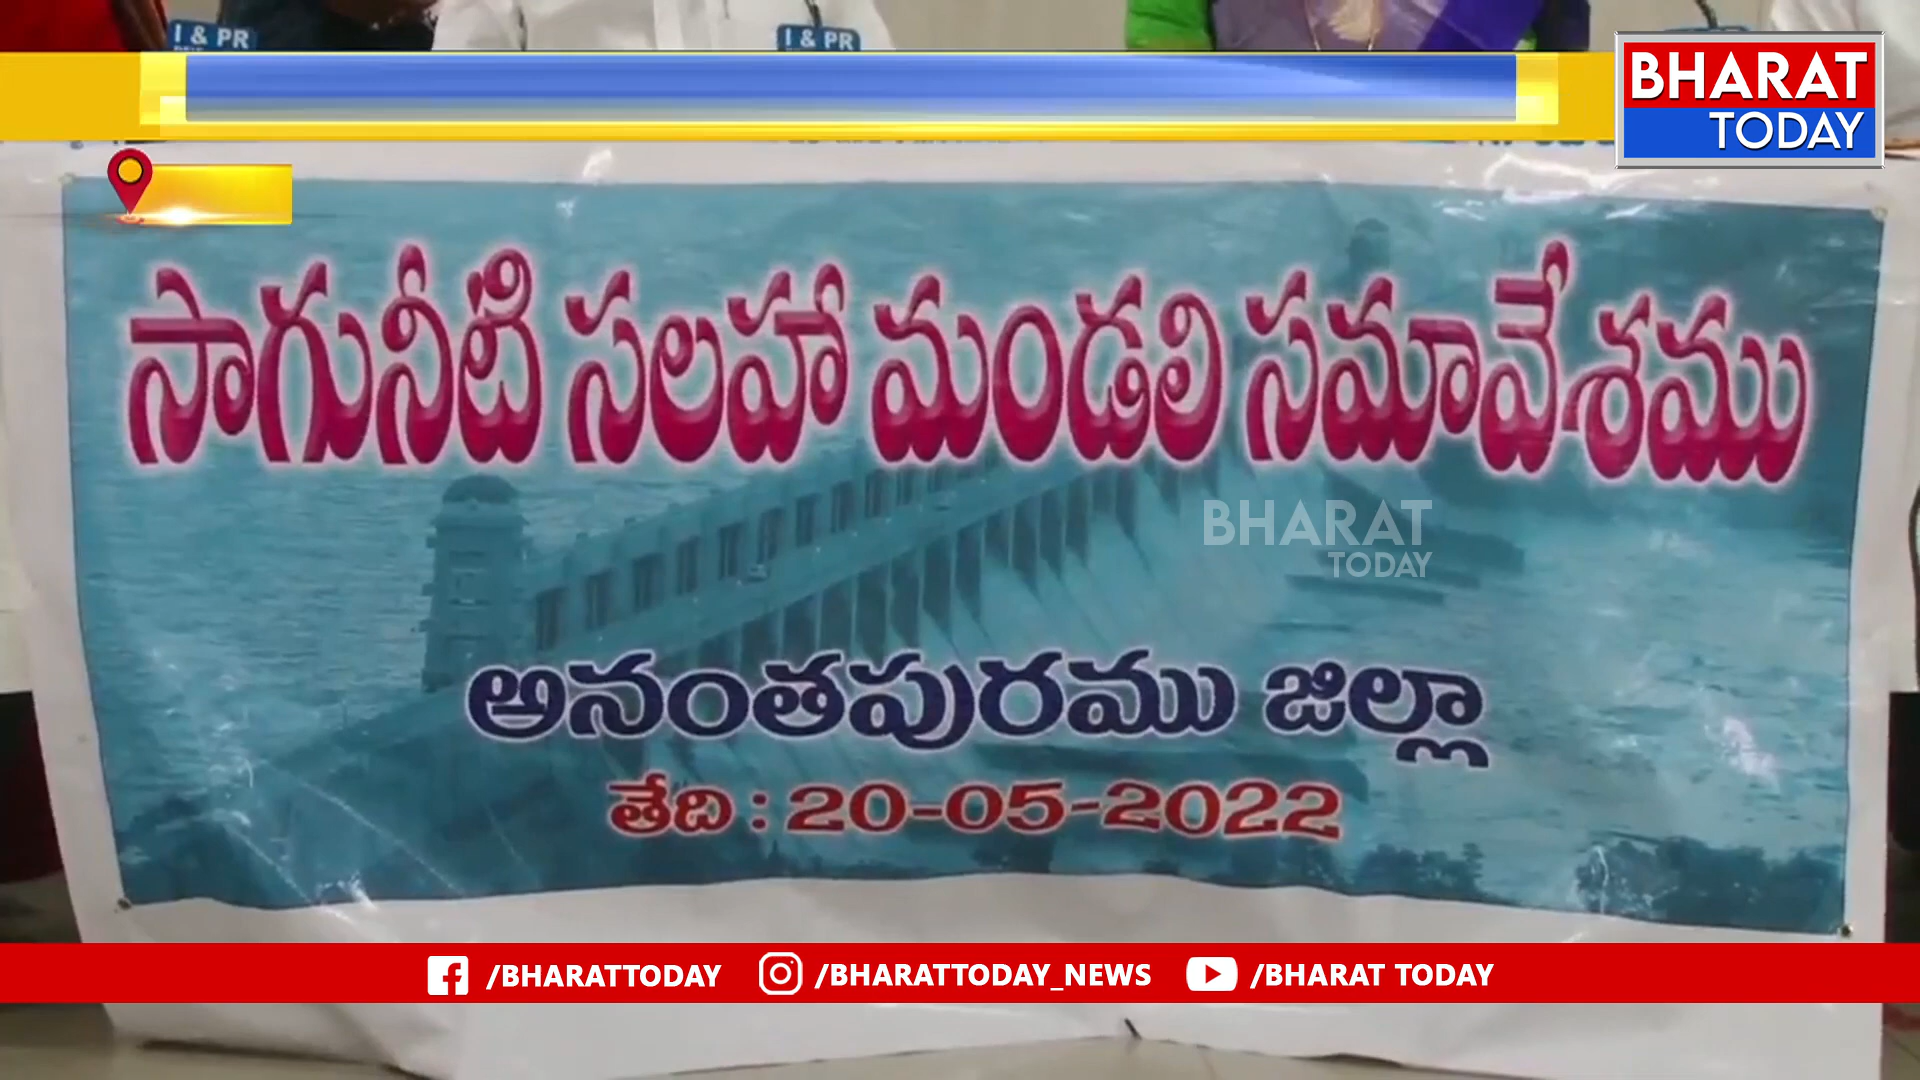 I & PR
I & PR
BHARAT
TODAY
సాగునీటి సలహా మండలి సమావేశము
BHARAT
TODAY
అనంతపురము జిల్లా
తేది : 20-05-2022
/BHARATTODAY
/BHARATTODAY_NEWS
/BHARAT TODAY